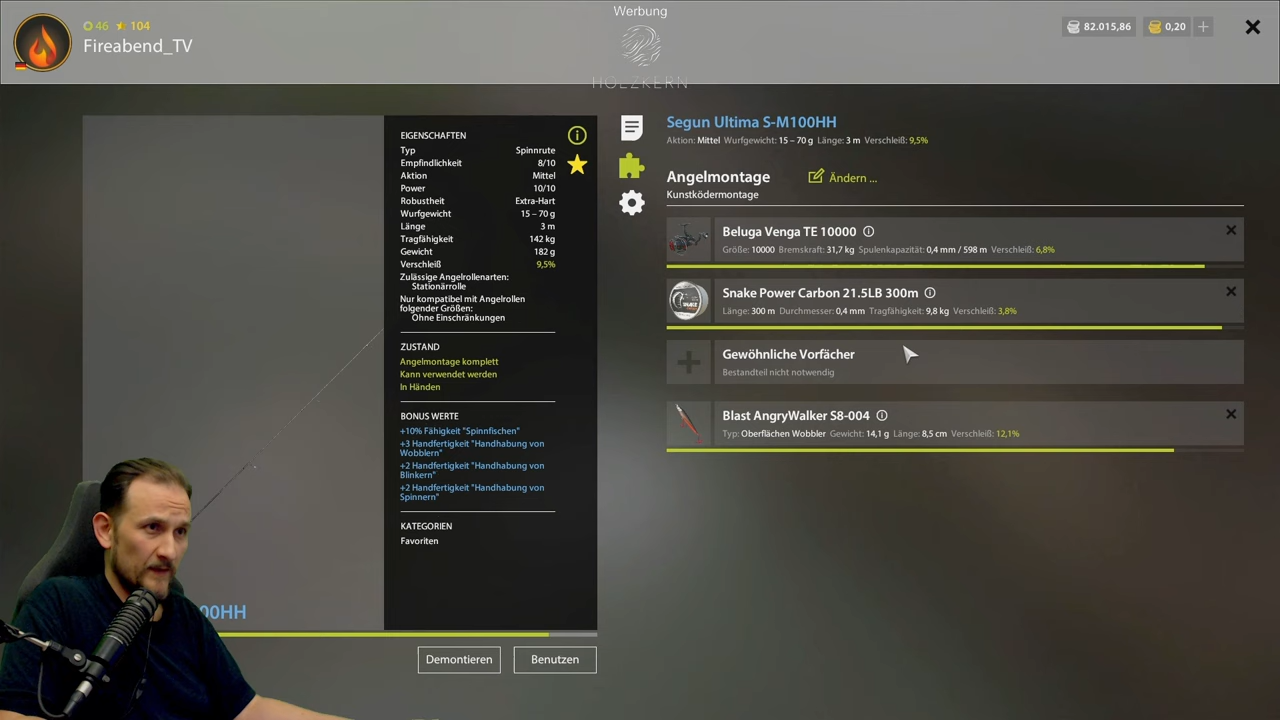 Werbung
HOLZKERN
46 104
Fireabend_TV
82.015,86
0,20
EIGENSCHAFTEN
Typ Spinnrute
Empfindlichkeit 8/10
Aktion Mittel
Power 10/10
Robustheit Extra-Hart
Wurfgewicht 15 – 70 g
Länge 3 m
Tragfähigkeit 142 kg
Gewicht 182 g
Verschleiß 9,5%
Zulässige Angelrollenarten:
Stationärrolle
Nur kompatibel mit Angelrollen
folgender Größen:
Ohne Einschränkungen
ZUSTAND
Angelmontage komplett
Kann verwendet werden
In Händen
BONUS WERTE
+10% Fähigkeit "Spinnfischen"
+3 Handfertigkeit "Handhabung von
Wobblern"
+2 Handfertigkeit "Handhabung von
Blinkern"
+2 Handfertigkeit "Handhabung von
Spinnern"
KATEGORIEN
Favoriten
00HH
Demontieren
Benutzen
Segun Ultima S-M100HH
Aktion: Mittel Wurfgewicht: 15 – 70 g Länge: 3 m Verschleiß: 9,5%
Angelmontage
Ändern ...
Kunstködermontage
Beluga Venga TE 10000
Größe: 10000 Bremskraft: 31,7 kg Spulenkapazität: 0,4 mm / 598 m Verschleiß: 6,8%
Snake Power Carbon 21.5LB 300m
Länge: 300 m Durchmesser: 0,4 mm Tragfähigkeit: 9,8 kg Verschleiß: 3,8%
Gewöhnliche Vorfächer
Bestandteil nicht notwendig
Blast AngryWalker S8-004
Typ: Oberflächen Wobbler Gewicht: 14,1 g Länge: 8,5 cm Verschleiß: 12,1%